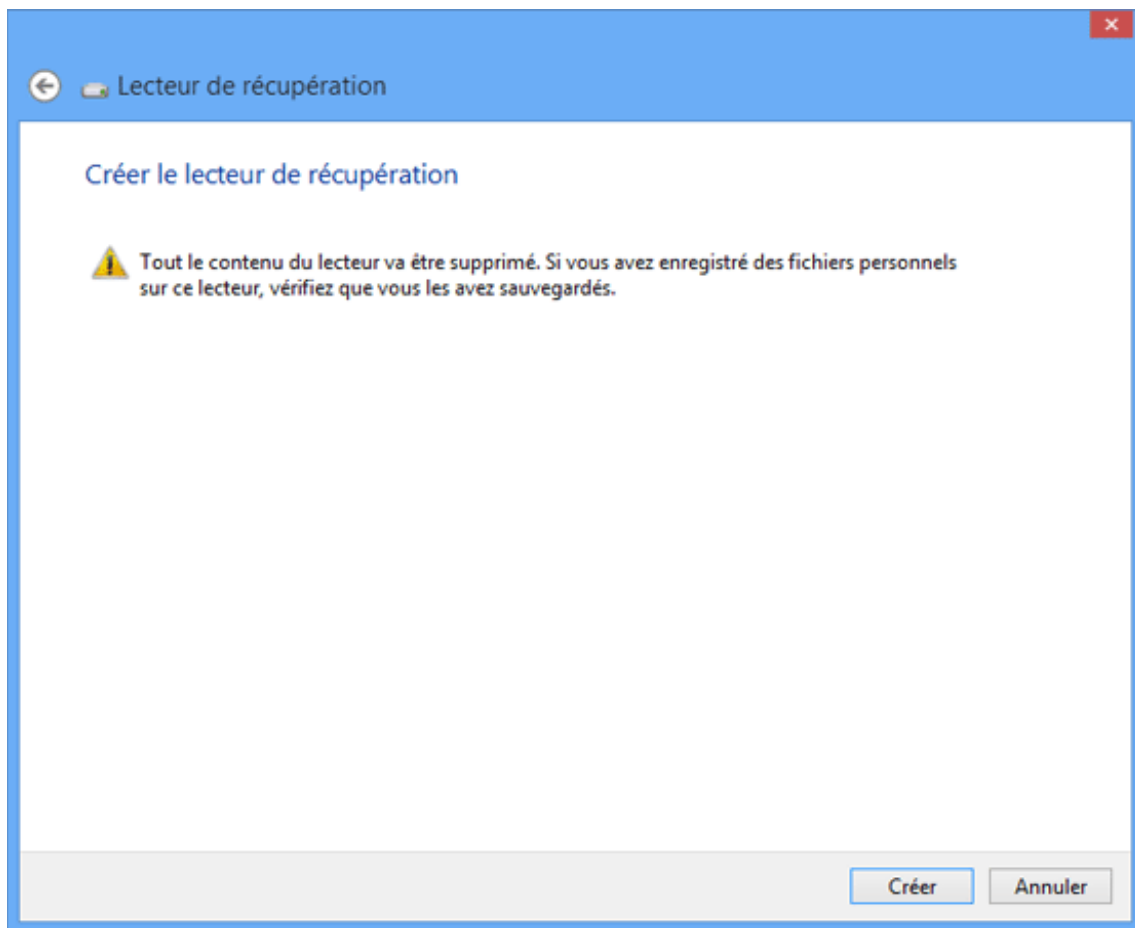 Lecteur de récupération
Créer le lecteur de récupération
Tout le contenu du lecteur va être supprimé. Si vous avez enregistré des fichiers personnels
sur ce lecteur, vérifiez que vous les avez sauvegardés.
Créer
Annuler